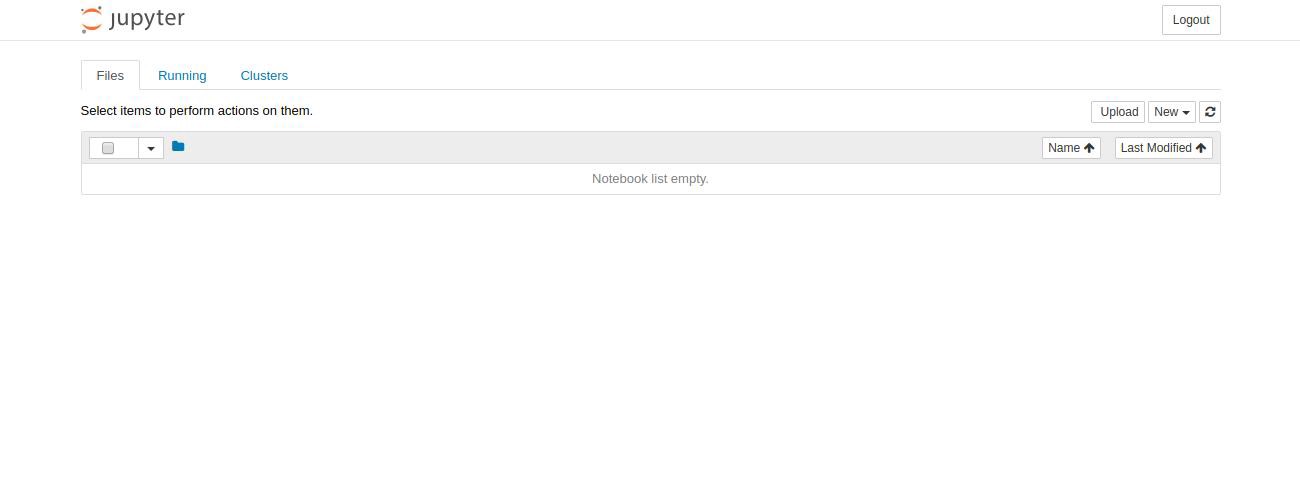 jupyter Logout
Files Running Clusters
Select items to perform actions on them. Upload New
Name Last Modified
Notebook list empty.